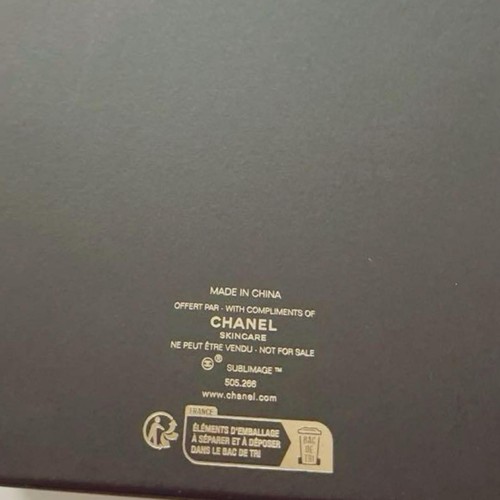 MADE IN CHINA
OFFERT PAR - WITH COMPLIMENTS OF
CHANEL
SKINCARE
NE PEUT ÊTRE VENDU - NOT FOR SALE
® SUBLIMAGE ™
505.266
www.chanel.com
FRANCE
ÉLÉMENTS D'EMBALLAGE
À SÉPARER ET À DÉPOSER
DANS LE BAC DE TRI
BAC
DE
TRI